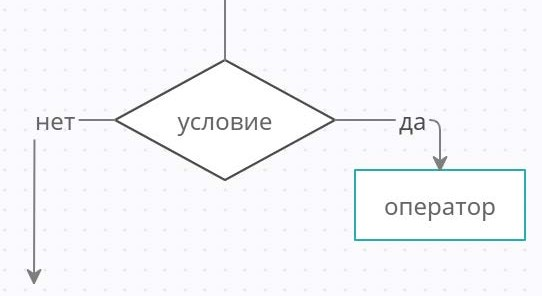 нет
условие
да
оператор